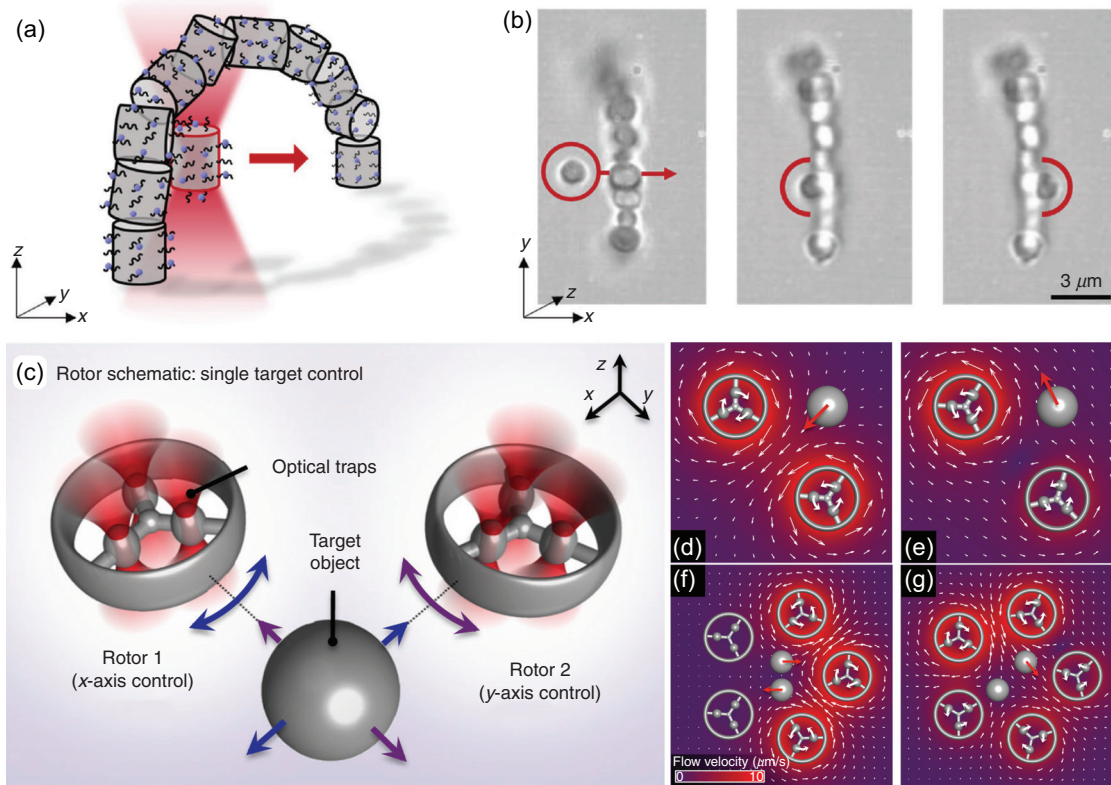 (a)
z
y
x
(b)
y
z
x
3 μm
(c)
Rotor schematic: single target control
z
x
y
Optical traps
Target
object
Rotor 1
(x-axis control)
Rotor 2
(y-axis control)
(d)
(e)
(f)
(g)
Flow velocity (μm/s)
0
10